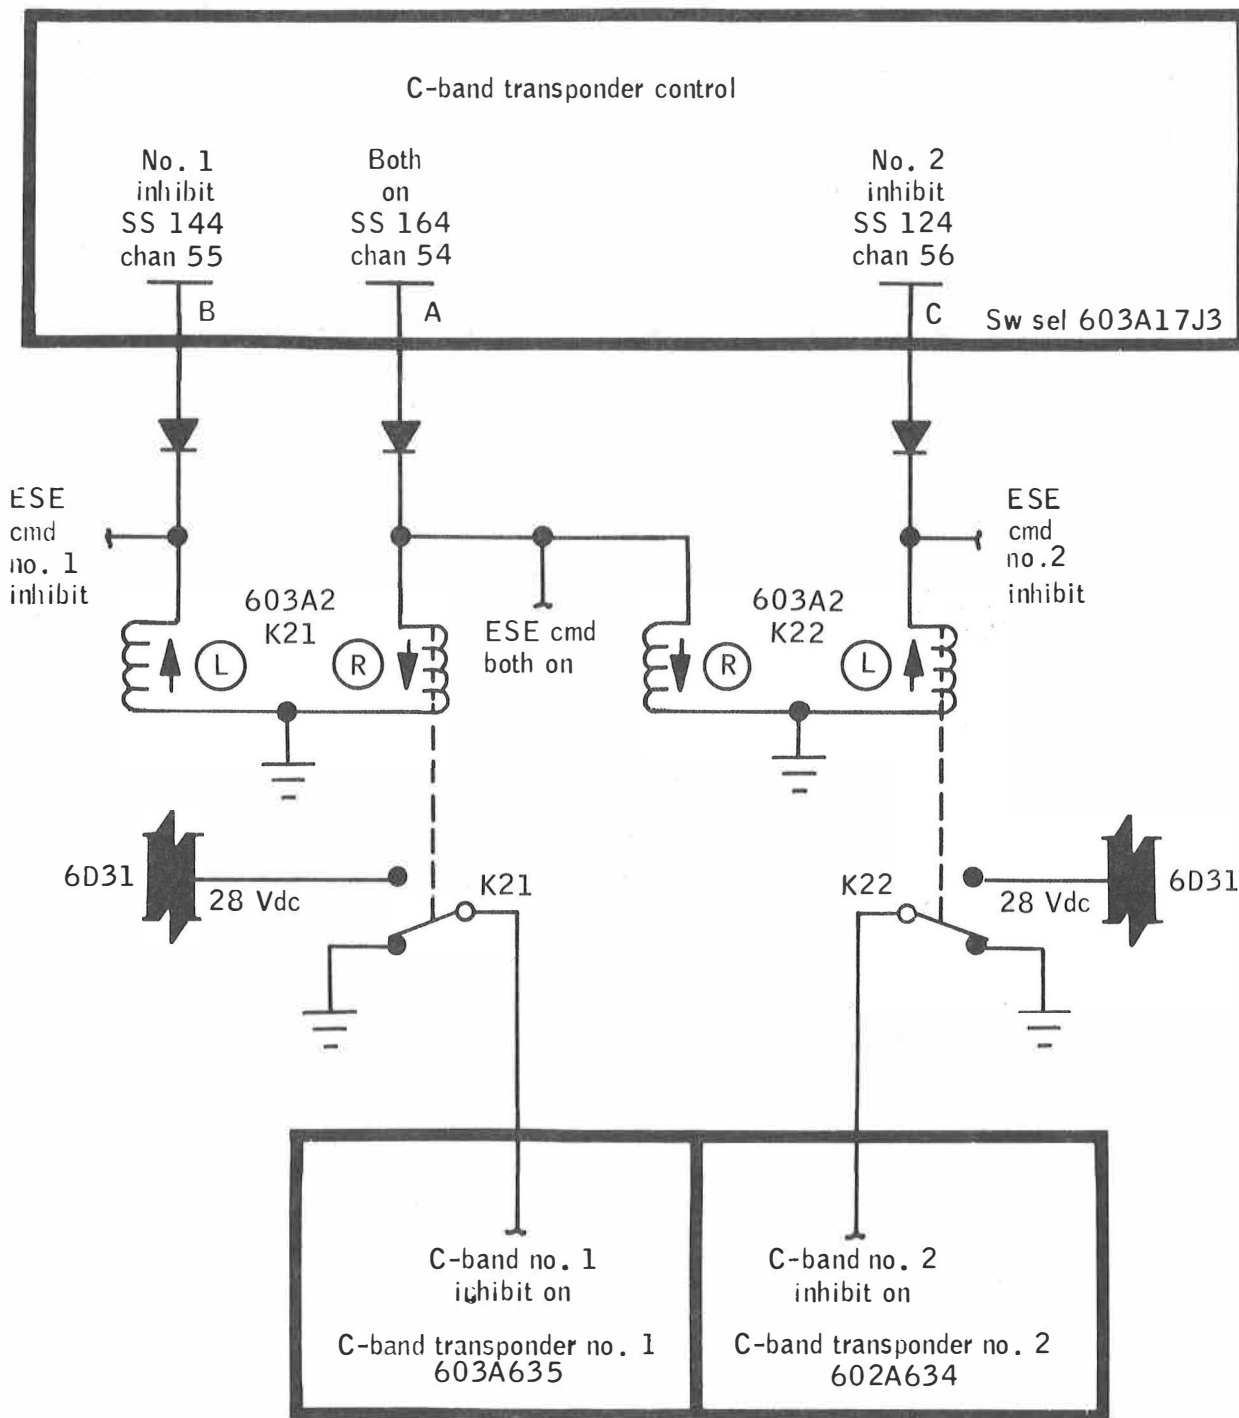 C-band transponder control
No. 1
inhibit
SS 144
chan 55
Both
on
SS 164
chan 54
No. 2
inhibit
SS 124
chan 56
B
A
C
Sw sel 603A17J3
ESE
cmd
no. 1
inhibit
ESE
cmd
no.2
inhibit
603A2
K21
L
R
ESE cmd
both on
603A2
K22
R
L
6D31
28 Vdc
K21
K22
28 Vdc
6D31
C-band no. 1
inhibit on
C-band no. 2
inhibit on
C-band transponder no. 1
603A635
C-band transponder no. 2
602A634